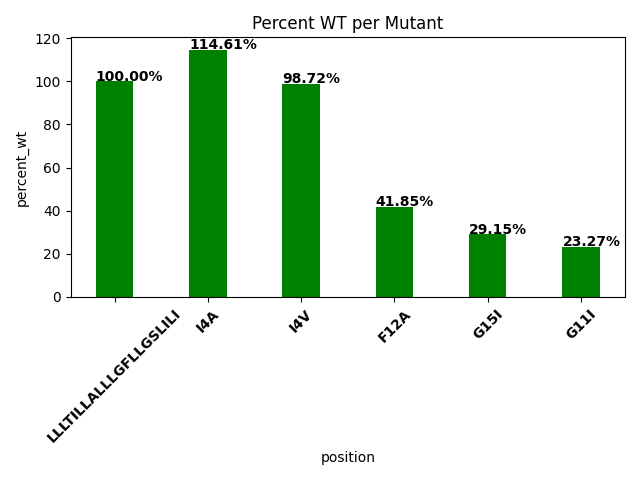 Percent WT per Mutant
percent_wt
120
100
80
60
40
20
0
100.00%
114.61%
98.72%
41.85%
29.15%
23.27%
LLLTILLALLLGFLLGSLILI
I4A
I4V
F12A
G15I
G11I
position